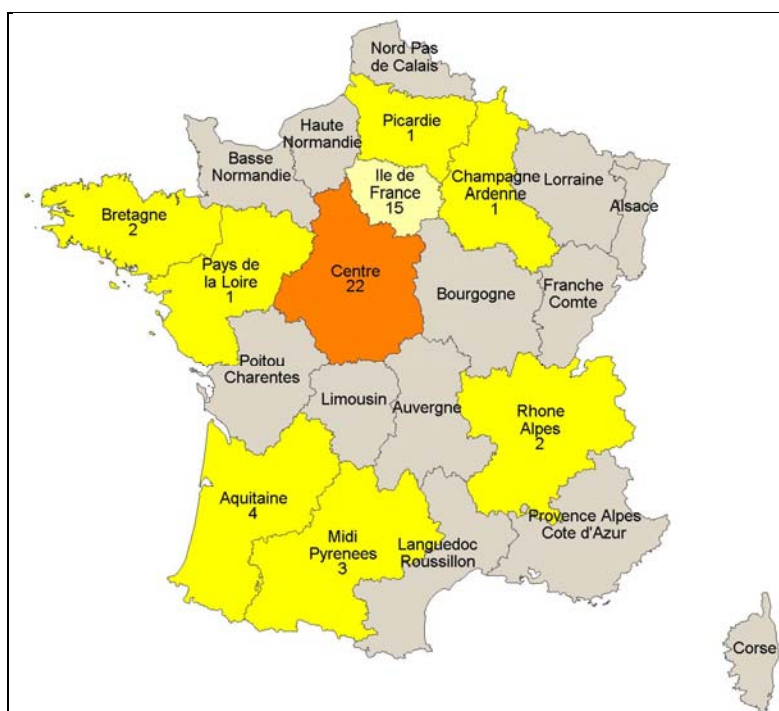 Nord Pas
de Calais
Picardie
1
Haute
Normandie
Basse
Normandie
Ile de
France
15
Champagne
Ardenne
1
Lorraine
Alsace
Bretagne
2
Pays de
la Loire
1
Centre
22
Bourgogne
Franche
Comte
Poitou
Charentes
Limousin
Auvergne
Rhone
Alpes
2
Aquitaine
4
Midi
Pyrenees
3
Languedoc
Roussillon
Provence Alpes
Cote d'Azur
Corse